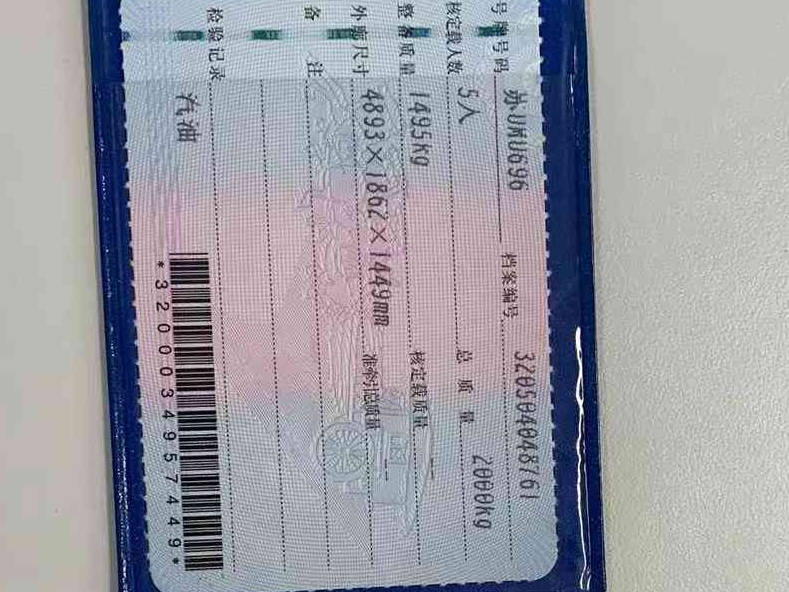 号牌号码 苏UMU696 档案编号 320504048761
核定载人数 5人 总质量 2000kg
整备质量 1495kg 核定载质量 --
外廓尺寸 4893×1862×1449mm 准牵引总质量 --
备注
检验记录
汽油
*3200034957449*